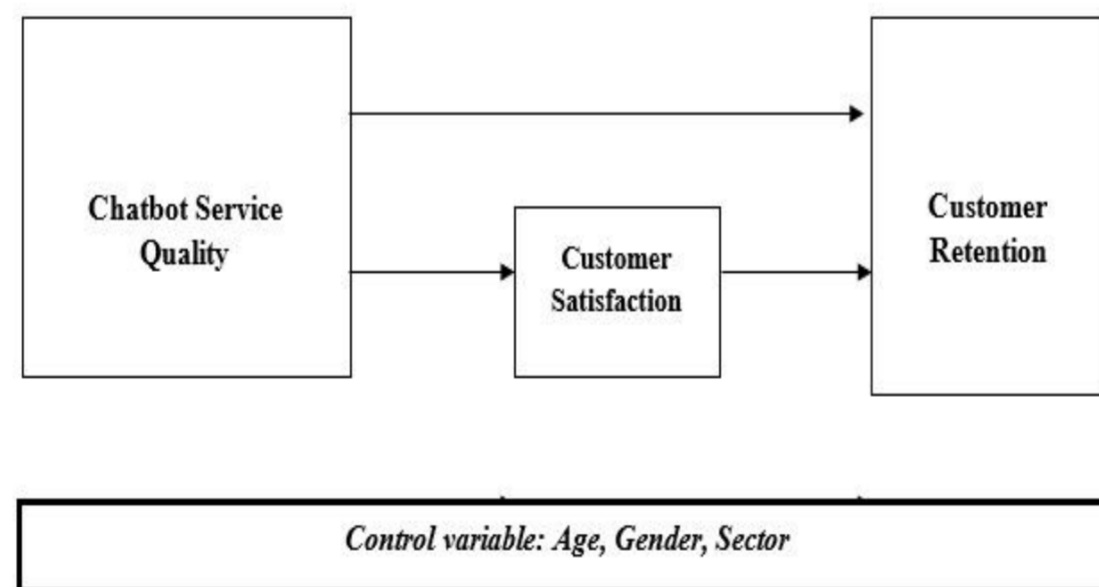 Chatbot Service
Quality
Customer
Satisfaction
Customer
Retention
Control variable: Age, Gender, Sector